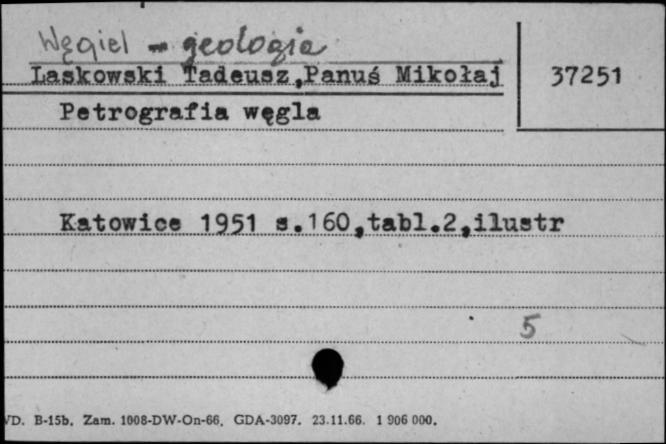 Węgiel - geologia
Laskowski Tadeusz,Panuś Mikołaj
37251
Petrografia węgla
Katowice 1951 s.160,tabl.2,ilustr
5
VD. B-15b. Zam. 1008-DW-On-66. GDA-3097. 23.11.66. 1 906 000.